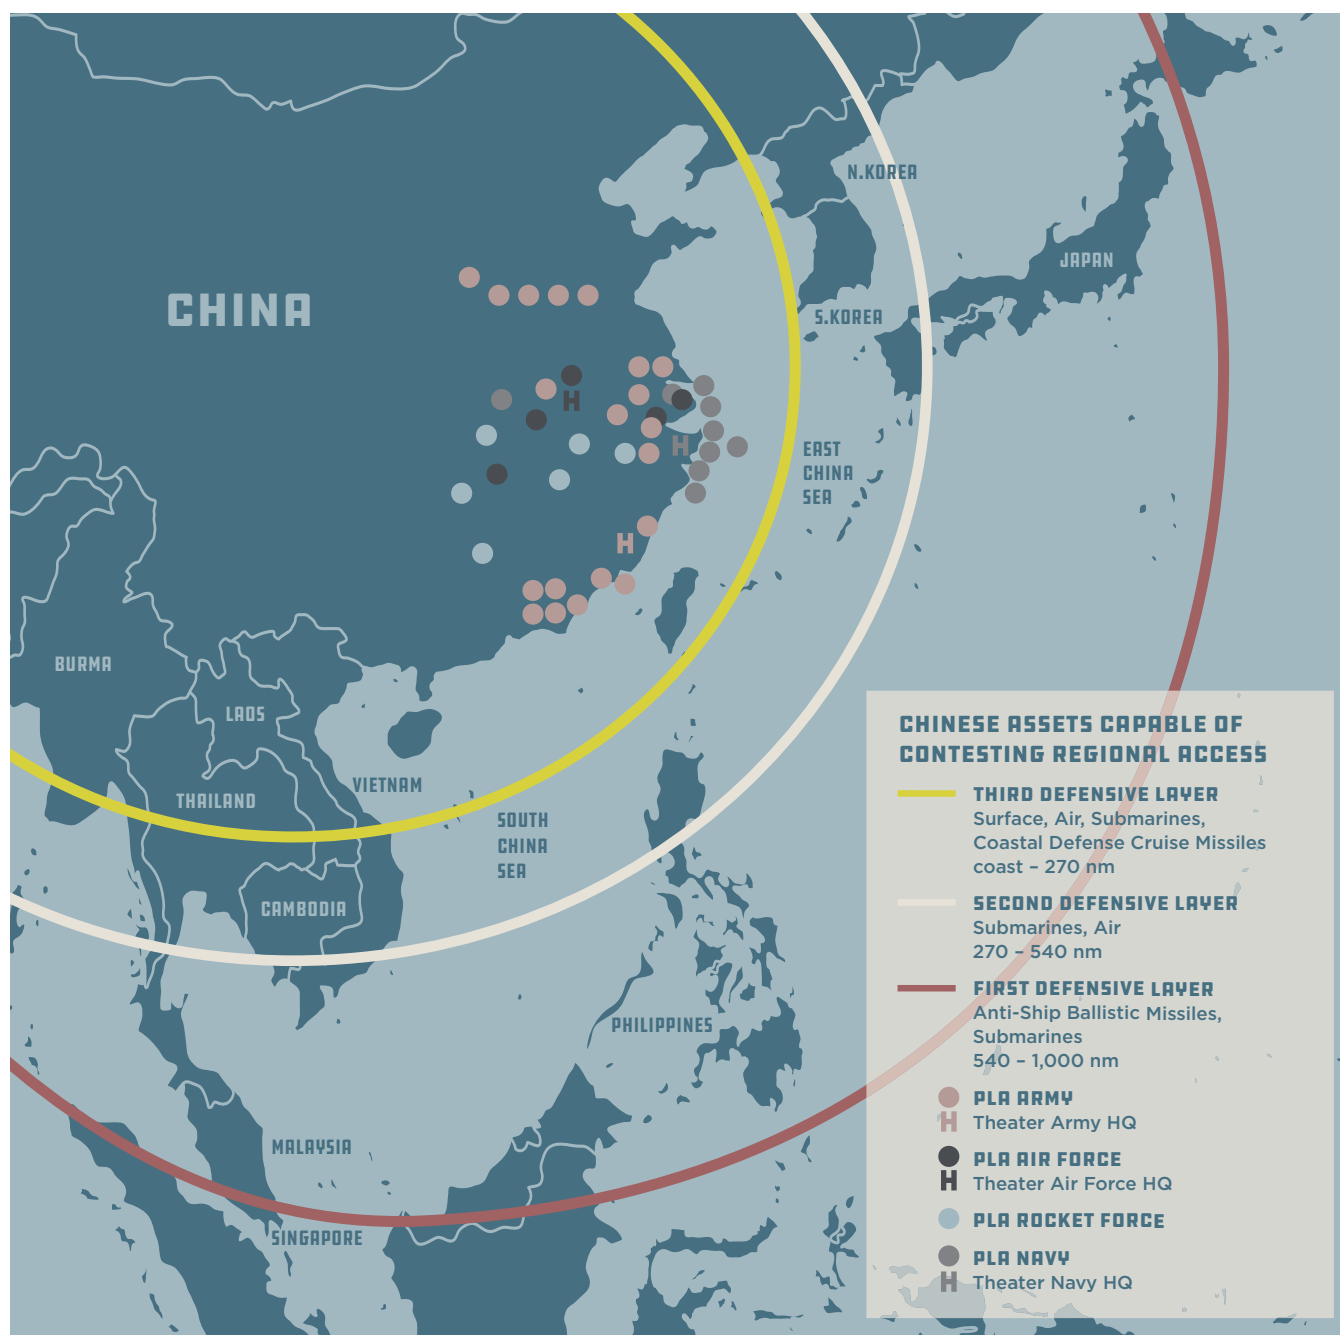 N.KOREA
JAPAN
CHINA
S.KOREA
H
EAST
CHINA
SEA
H
H
BURMA
LAOS
VIETNAM
THAILAND
SOUTH
CHINA
SEA
CAMBODIA
PHILIPPINES
MALAYSIA
SINGAPORE
CHINESE ASSETS CAPABLE OF
CONTESTING REGIONAL ACCESS
THIRD DEFENSIVE LAYER
Surface, Air, Submarines,
Coastal Defense Cruise Missiles
coast – 270 nm
SECOND DEFENSIVE LAYER
Submarines, Air
270 – 540 nm
FIRST DEFENSIVE LAYER
Anti-Ship Ballistic Missiles,
Submarines
540 – 1,000 nm
PLA ARMY
H Theater Army HQ
PLA AIR FORCE
H Theater Air Force HQ
PLA ROCKET FORCE
PLA NAVY
H Theater Navy HQ